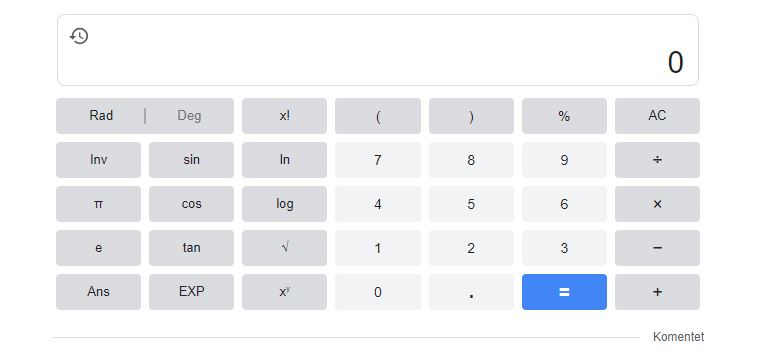 0
Rad | Deg x! ( ) % AC
Inv sin ln 7 8 9 ÷
π cos log 4 5 6 ×
e tan √ 1 2 3 −
Ans EXP xʸ 0 . = +
Komentet